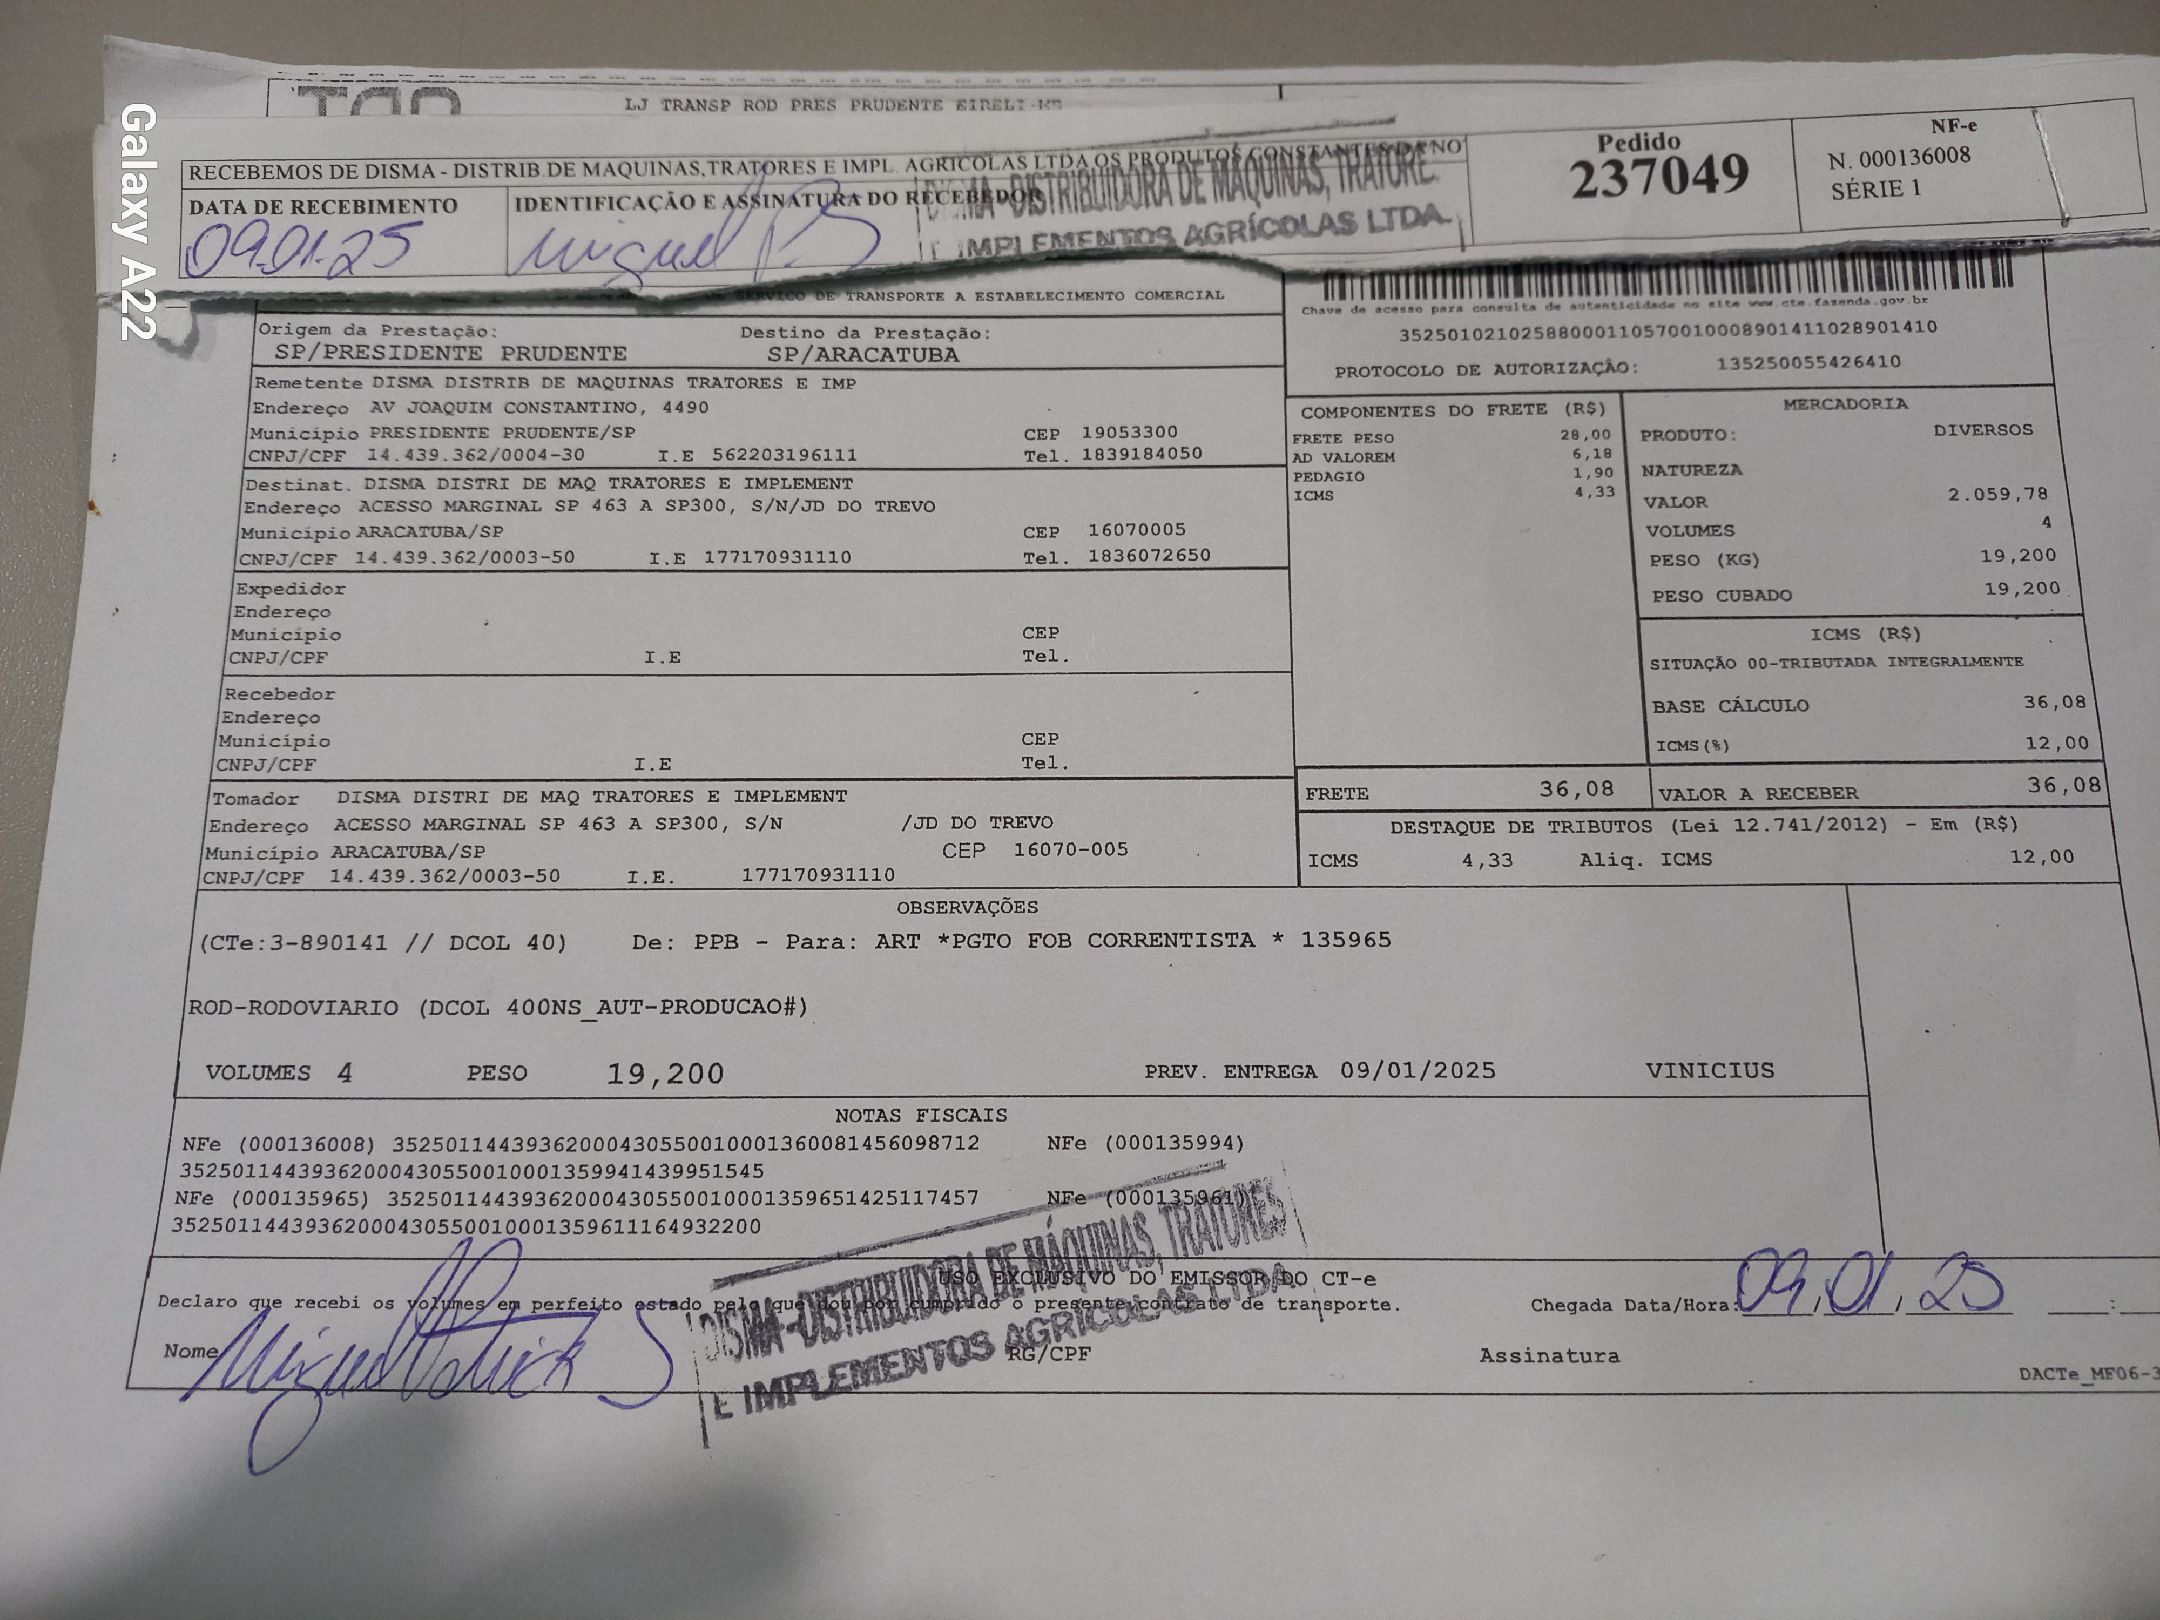 LJ TRANSP ROD PRES PRUDENTE EIRELI-MS
RECEBEMOS DE DISMA - DISTRIB DE MAQUINAS,TRATORES E IMPL. AGRICOLAS LTDA OS PRODUTOS CONSTANTES DA NO
DATA DE RECEBIMENTO
09.01.25
IDENTIFICAÇÃO E ASSINATURA DO RECEBEDOR
Miguel P.S
DISMA - DISTRIBUIDORA DE MÁQUINAS, TRATORE
E IMPLEMENTOS AGRÍCOLAS LTDA.
Pedido
237049
NF-e
N. 000136008
SÉRIE 1
DE SERVIÇO DE TRANSPORTE A ESTABELECIMENTO COMERCIAL
Chave de acesso para consulta de autenticidade no site www.cte.fazenda.gov.br
35250102102588000110570010008901411028901410
PROTOCOLO DE AUTORIZAÇÃO: 135250055426410
Origem da Prestação: Destino da Prestação:
SP/PRESIDENTE PRUDENTE SP/ARACATUBA
Remetente DISMA DISTRIB DE MAQUINAS TRATORES E IMP
Endereço AV JOAQUIM CONSTANTINO, 4490
Município PRESIDENTE PRUDENTE/SP CEP 19053300
CNPJ/CPF 14.439.362/0004-30 I.E 562203196111 Tel. 1839184050
Destinat. DISMA DISTRI DE MAQ TRATORES E IMPLEMENT
Endereço ACESSO MARGINAL SP 463 A SP300, S/N/JD DO TREVO
Município ARACATUBA/SP CEP 16070005
CNPJ/CPF 14.439.362/0003-50 I.E 177170931110 Tel. 1836072650
Expedidor
Endereço
Município CEP
CNPJ/CPF I.E Tel.
Recebedor
Endereço
Município CEP
CNPJ/CPF I.E Tel.
Tomador DISMA DISTRI DE MAQ TRATORES E IMPLEMENT
Endereço ACESSO MARGINAL SP 463 A SP300, S/N /JD DO TREVO
Município ARACATUBA/SP CEP 16070-005
CNPJ/CPF 14.439.362/0003-50 I.E. 177170931110
COMPONENTES DO FRETE (R$)
FRETE PESO 28,00
AD VALOREM 6,18
PEDAGIO 1,90
ICMS 4,33
MERCADORIA
PRODUTO: DIVERSOS
NATUREZA
VALOR 2.059,78
VOLUMES 4
PESO (KG) 19,200
PESO CUBADO 19,200
ICMS (R$)
SITUAÇÃO 00-TRIBUTADA INTEGRALMENTE
BASE CÁLCULO 36,08
ICMS(%) 12,00
FRETE 36,08 VALOR A RECEBER 36,08
DESTAQUE DE TRIBUTOS (Lei 12.741/2012) - Em (R$)
ICMS 4,33 Aliq. ICMS 12,00
OBSERVAÇÕES
(CTe:3-890141 // DCOL 40) De: PPB - Para: ART *PGTO FOB CORRENTISTA * 135965
ROD-RODOVIARIO (DCOL 400NS_AUT-PRODUCAO#)
VOLUMES 4 PESO 19,200 PREV. ENTREGA 09/01/2025 VINICIUS
NOTAS FISCAIS
NFe (000136008) 35250114439362000430550010001360081456098712 NFe (000135994)
35250114439362000430550010001359941439951545
NFe (000135965) 35250114439362000430550010001359651425117457 NFe (000135961)
35250114439362000430550010001359611164932200
USO EXCLUSIVO DO EMISSOR DO CT-e
Declaro que recebi os volumes em perfeito estado pelo que dou por cumprido o presente contrato de transporte. Chegada Data/Hora: 09/01/25 __:__
Nome Miguel RG/CPF Assinatura
DISMA - DISTRIBUIDORA DE MÁQUINAS, TRATORES
E IMPLEMENTOS AGRÍCOLAS LTDA.
DACTe_MF06-3
Galaxy A22